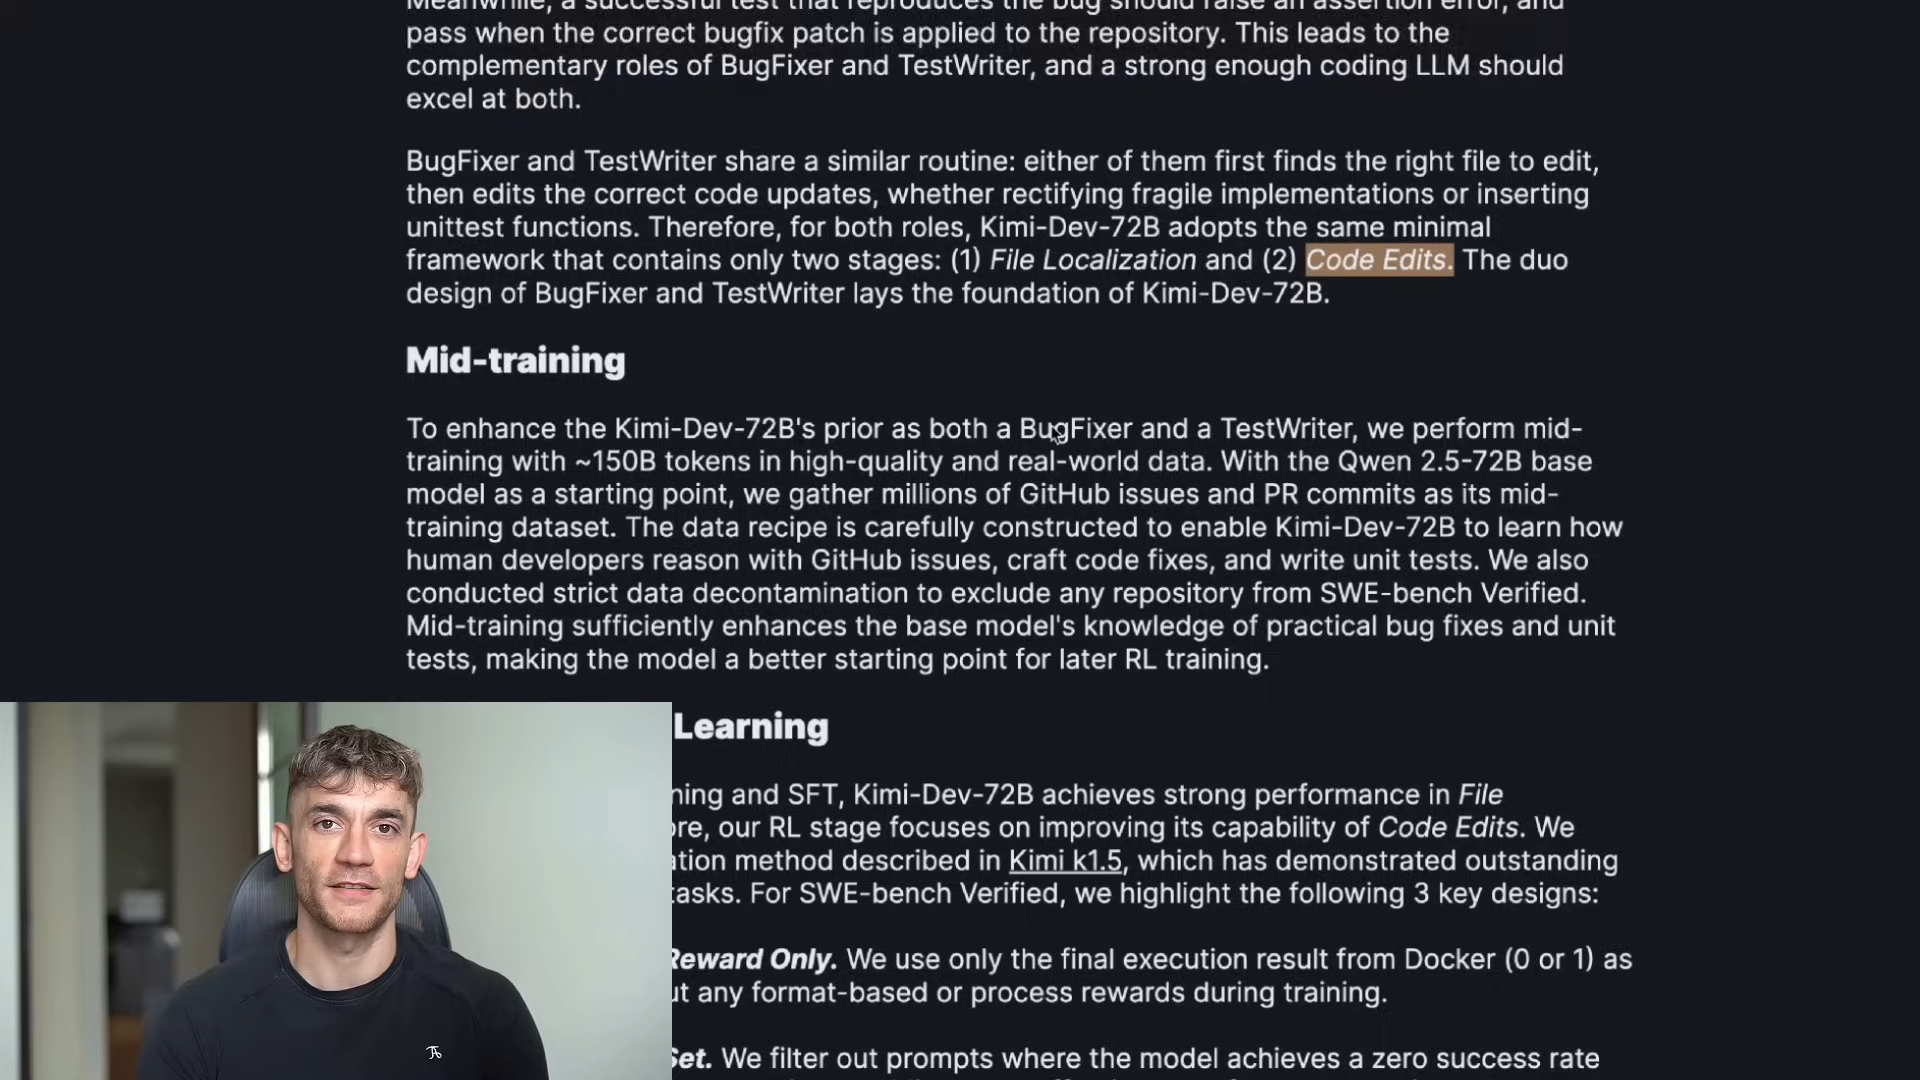 Meanwhile, a successful test that reproduces the bug should raise an assertion error, and
pass when the correct bugfix patch is applied to the repository. This leads to the
complementary roles of BugFixer and TestWriter, and a strong enough coding LLM should
excel at both.
BugFixer and TestWriter share a similar routine: either of them first finds the right file to edit,
then edits the correct code updates, whether rectifying fragile implementations or inserting
unittest functions. Therefore, for both roles, Kimi-Dev-72B adopts the same minimal
framework that contains only two stages: (1) File Localization and (2) Code Edits. The duo
design of BugFixer and TestWriter lays the foundation of Kimi-Dev-72B.
Mid-training
To enhance the Kimi-Dev-72B's prior as both a BugFixer and a TestWriter, we perform mid-
training with ~150B tokens in high-quality and real-world data. With the Qwen 2.5-72B base
model as a starting point, we gather millions of GitHub issues and PR commits as its mid-
training dataset. The data recipe is carefully constructed to enable Kimi-Dev-72B to learn how
human developers reason with GitHub issues, craft code fixes, and write unit tests. We also
conducted strict data decontamination to exclude any repository from SWE-bench Verified.
Mid-training sufficiently enhances the base model's knowledge of practical bug fixes and unit
tests, making the model a better starting point for later RL training.
Learning
ning and SFT, Kimi-Dev-72B achieves strong performance in File
re, our RL stage focuses on improving its capability of Code Edits. We
ation method described in Kimi k1.5, which has demonstrated outstanding
tasks. For SWE-bench Verified, we highlight the following 3 key designs:
Reward Only. We use only the final execution result from Docker (0 or 1) as
ut any format-based or process rewards during training.
Set. We filter out prompts where the model achieves a zero success rate